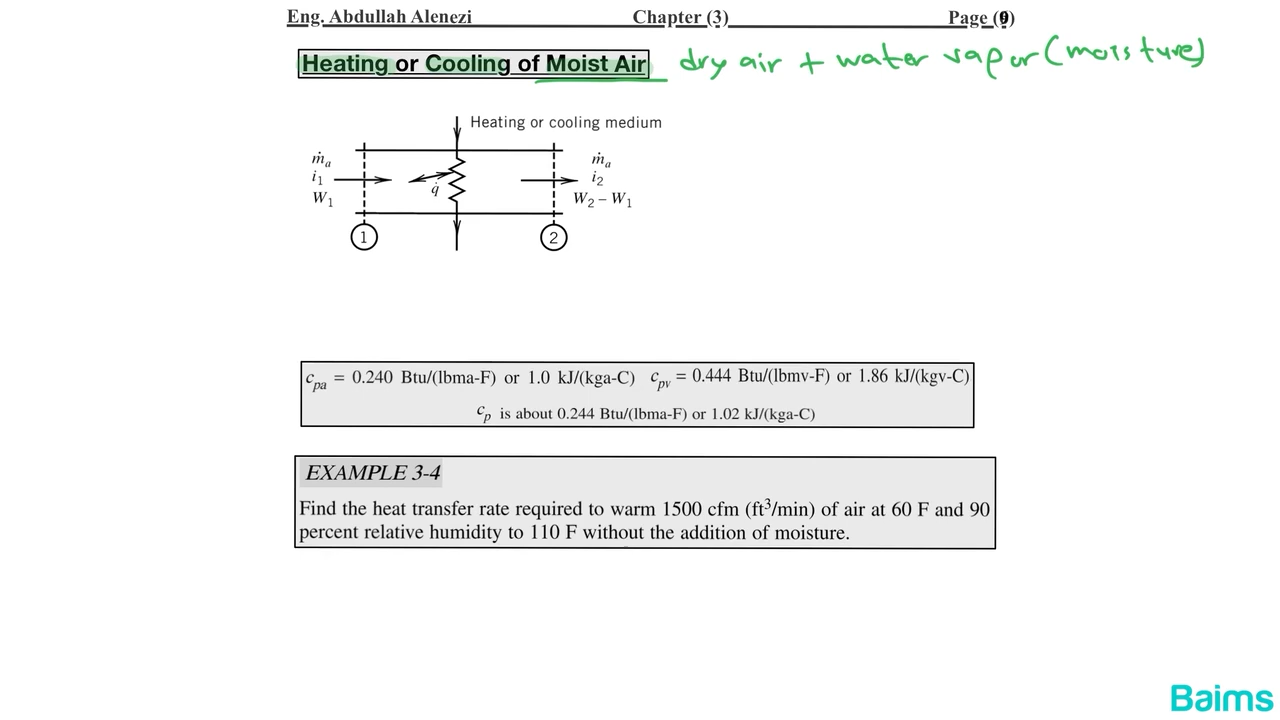 Eng. Abdullah Alenezi Chapter (3) Page (9)
Heating or Cooling of Moist Air dry air + water vapor (moisture)
Heating or cooling medium
ṁa ṁa
i1 q̇ i2
W1 W2 – W1
1 2
cpa = 0.240 Btu/(lbma-F) or 1.0 kJ/(kga-C) cpv = 0.444 Btu/(lbmv-F) or 1.86 kJ/(kgv-C)
cp is about 0.244 Btu/(lbma-F) or 1.02 kJ/(kga-C)
EXAMPLE 3-4
Find the heat transfer rate required to warm 1500 cfm (ft³/min) of air at 60 F and 90
percent relative humidity to 110 F without the addition of moisture.
Baims